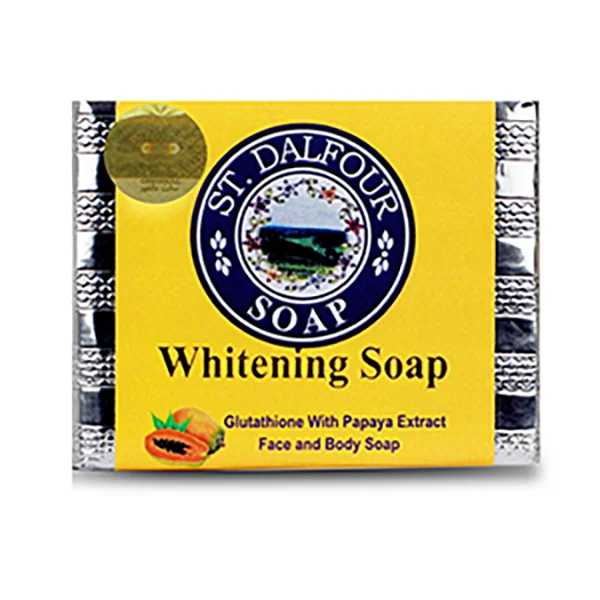 ST. DALFOUR
SOAP
Whitening Soap
Glutathione With Papaya Extract
Face and Body Soap